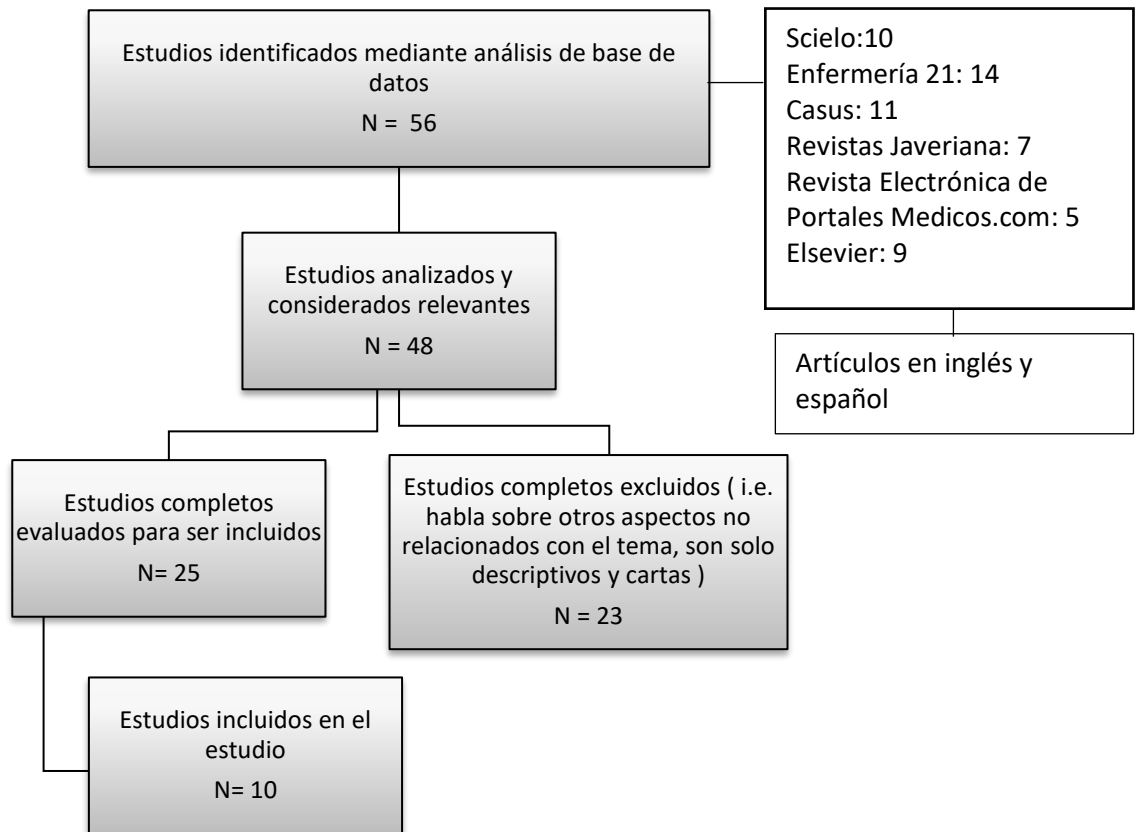 Estudios identificados mediante análisis de base de
datos
N = 56
Scielo:10
Enfermería 21: 14
Casus: 11
Revistas Javeriana: 7
Revista Electrónica de
Portales Medicos.com: 5
Elsevier: 9
Artículos en inglés y
español
Estudios analizados y
considerados relevantes
N = 48
Estudios completos
evaluados para ser incluidos
N= 25
Estudios completos excluidos ( i.e.
habla sobre otros aspectos no
relacionados con el tema, son solo
descriptivos y cartas )
N = 23
Estudios incluidos en el
estudio
N= 10